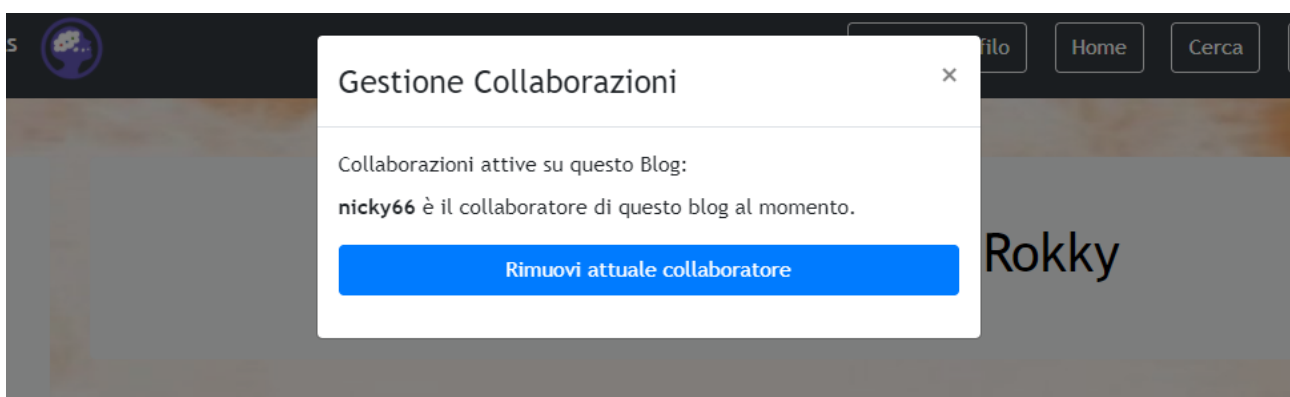 s
filo
Home
Cerca
Gestione Collaborazioni
×
Collaborazioni attive su questo Blog:
nicky66 è il collaboratore di questo blog al momento.
Rimuovi attuale collaboratore
Rokky